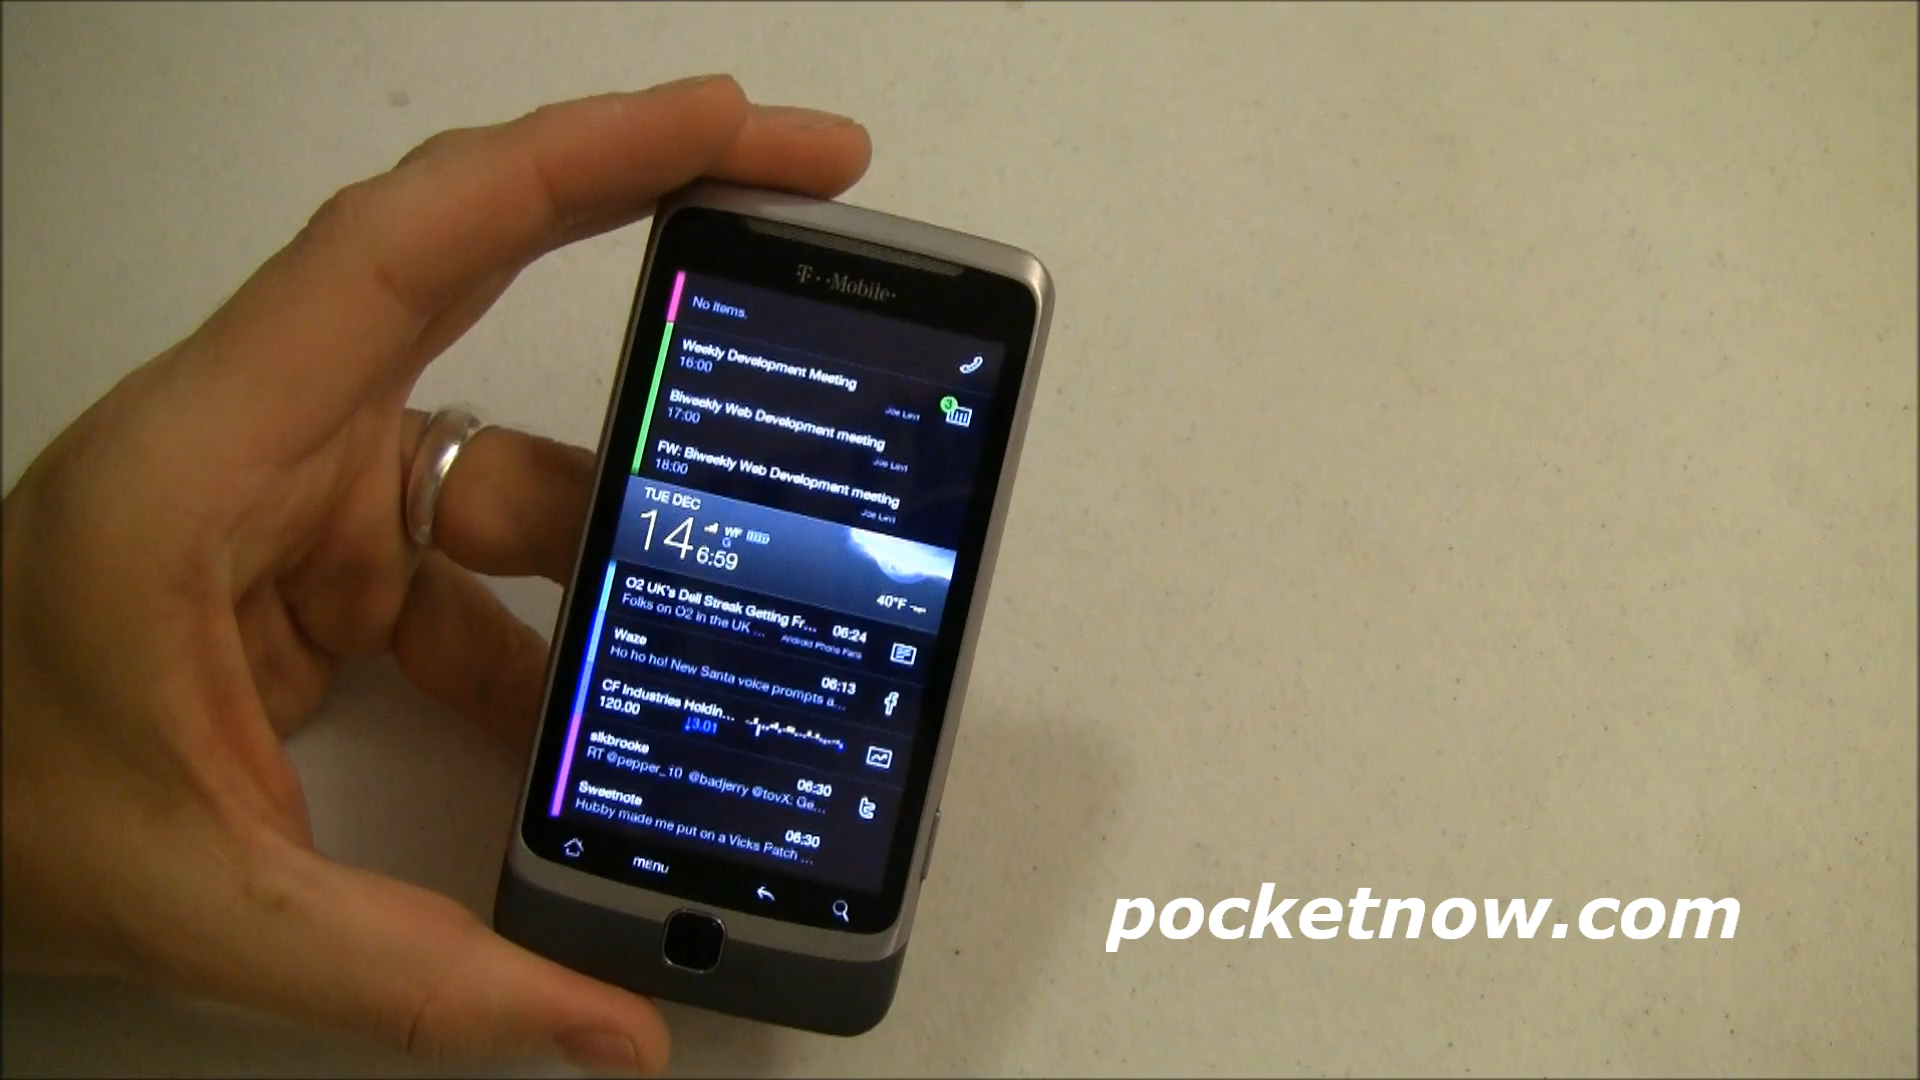 T··Mobile·
No items.
Weekly Development Meeting
16:00
Joe Levi
3
Biweekly Web Development meeting
17:00
Joe Levi
FW: Biweekly Web Development meeting
18:00
Joe Levi
TUE DEC
14
WF
G
6:59
40°F
O2 UK's Dell Streak Getting Fr... 06:24
Folks on O2 in the UK ... Android Phone Fans
Waze 06:13
Ho ho ho! New Santa voice prompts a...
CF Industries Holdin...
120.00 ↓3.01
slkbrooke 06:30
RT @pepper_10 @badjerry @tovX: Ge...
Sweetnote 06:30
Hubby made me put on a Vicks Patch ...
menu
pocketnow.com